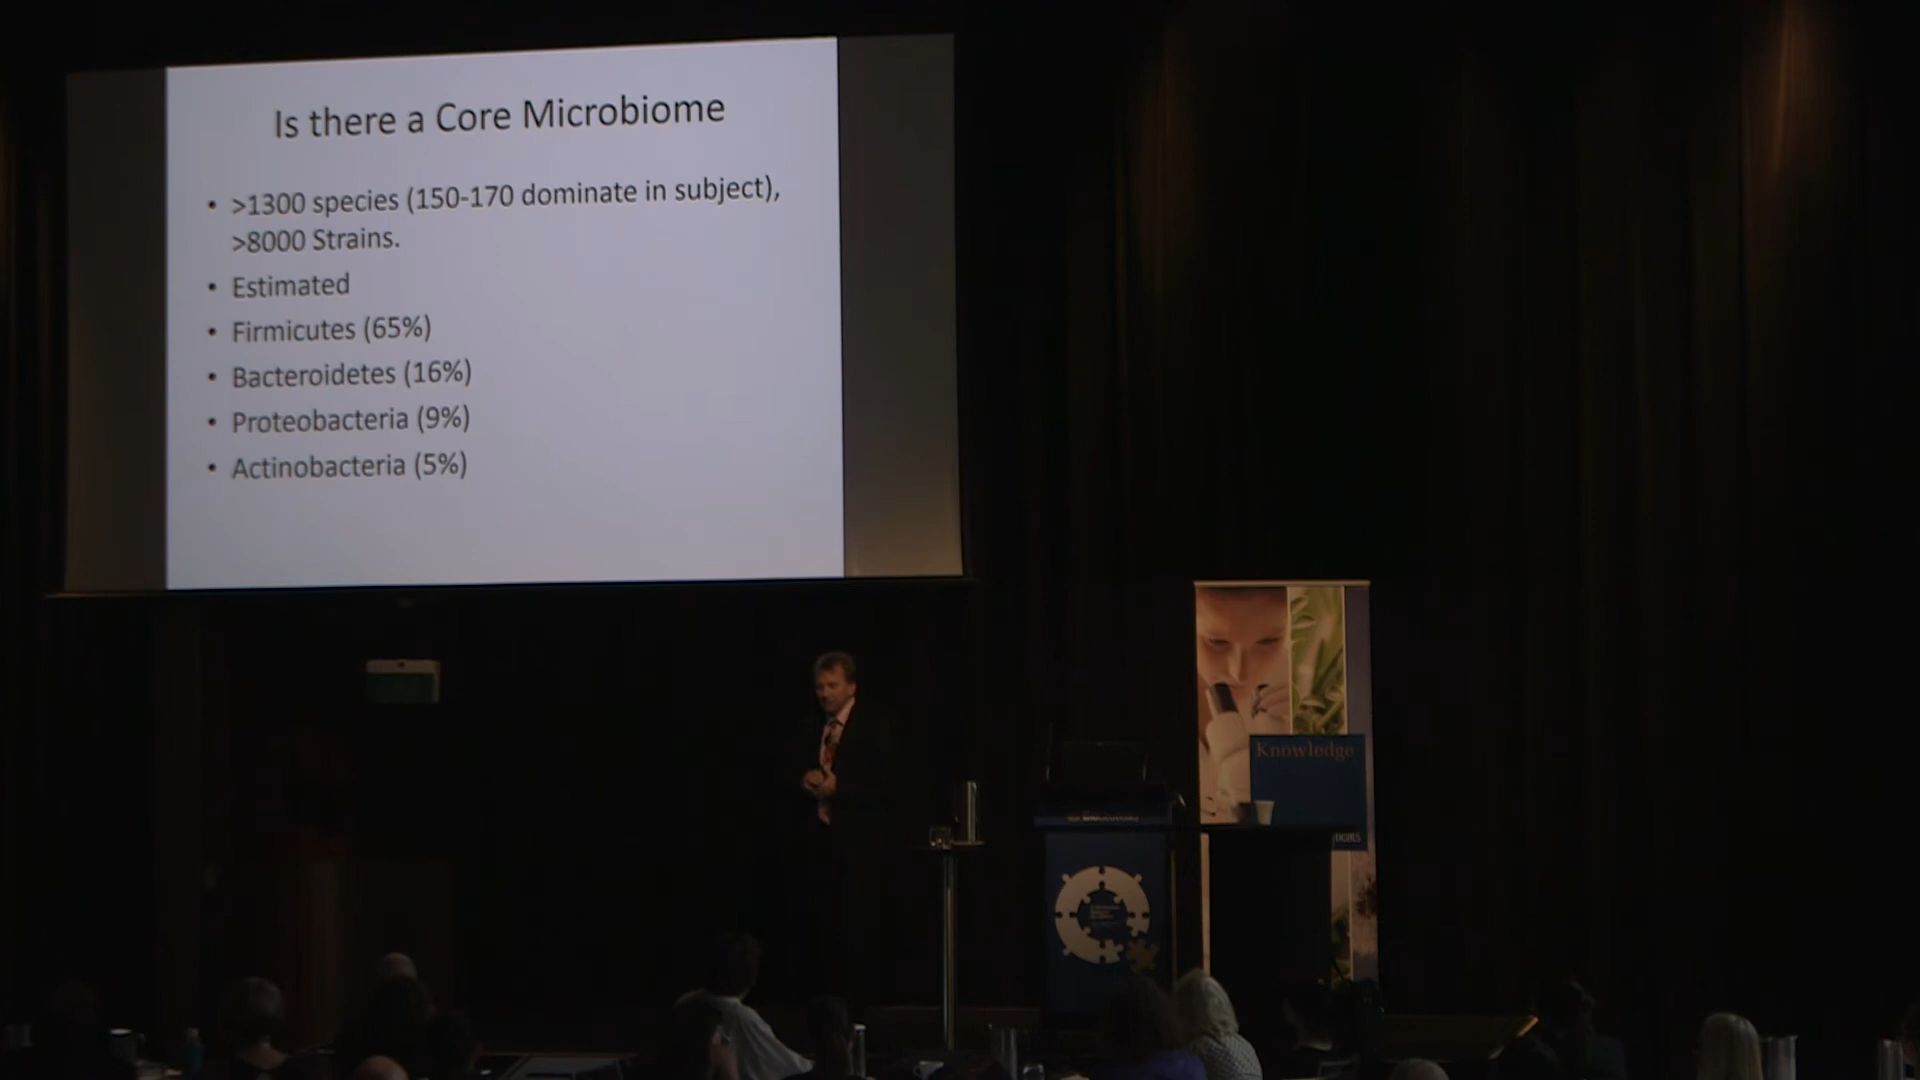 Is there a Core Microbiome
• >1300 species (150-170 dominate in subject),
>8000 Strains.
• Estimated
• Firmicutes (65%)
• Bacteroidetes (16%)
• Proteobacteria (9%)
• Actinobacteria (5%)
Knowledge